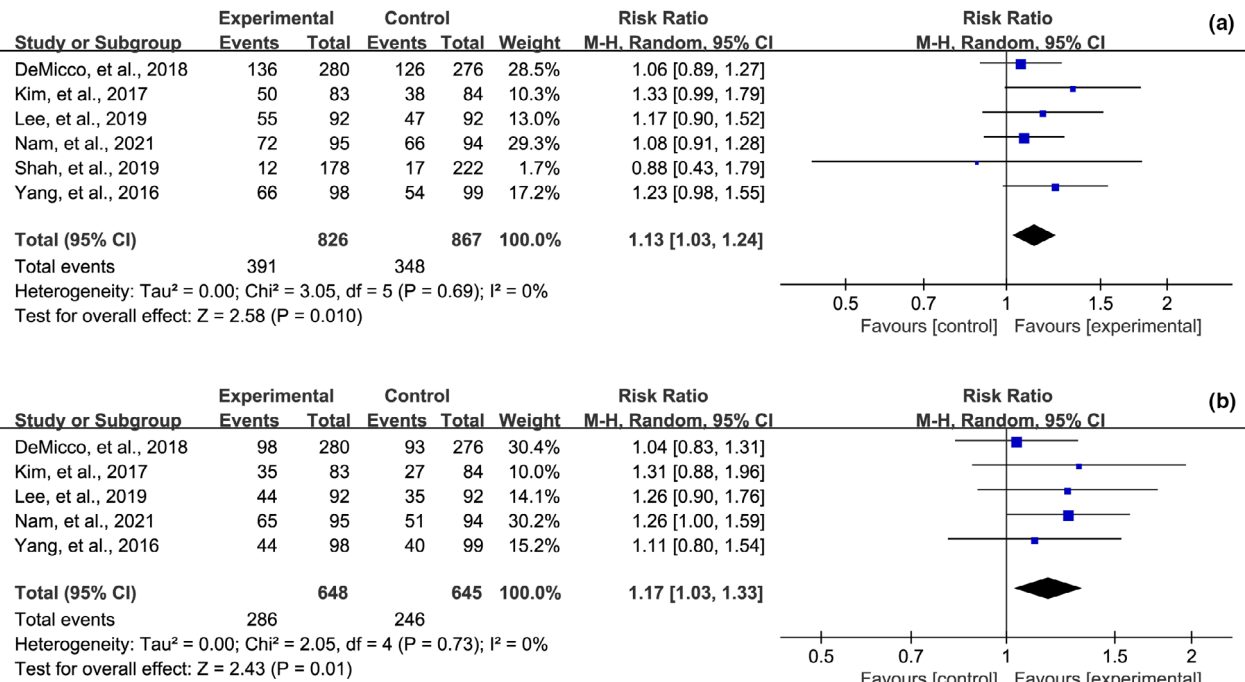 Experimental Control Risk Ratio Risk Ratio (a)
Study or Subgroup Events Total Events Total Weight M-H, Random, 95% CI M-H, Random, 95% CI
DeMicco, et al., 2018 136 280 126 276 28.5% 1.06 [0.89, 1.27]
Kim, et al., 2017 50 83 38 84 10.3% 1.33 [0.99, 1.79]
Lee, et al., 2019 55 92 47 92 13.0% 1.17 [0.90, 1.52]
Nam, et al., 2021 72 95 66 94 29.3% 1.08 [0.91, 1.28]
Shah, et al., 2019 12 178 17 222 1.7% 0.88 [0.43, 1.79]
Yang, et al., 2016 66 98 54 99 17.2% 1.23 [0.98, 1.55]
Total (95% CI) 826 867 100.0% 1.13 [1.03, 1.24]
Total events 391 348
Heterogeneity: Tau² = 0.00; Chi² = 3.05, df = 5 (P = 0.69); I² = 0%
Test for overall effect: Z = 2.58 (P = 0.010)
0.5 0.7 1 1.5 2
Favours [control] Favours [experimental]
Experimental Control Risk Ratio Risk Ratio (b)
Study or Subgroup Events Total Events Total Weight M-H, Random, 95% CI M-H, Random, 95% CI
DeMicco, et al., 2018 98 280 93 276 30.4% 1.04 [0.83, 1.31]
Kim, et al., 2017 35 83 27 84 10.0% 1.31 [0.88, 1.96]
Lee, et al., 2019 44 92 35 92 14.1% 1.26 [0.90, 1.76]
Nam, et al., 2021 65 95 51 94 30.2% 1.26 [1.00, 1.59]
Yang, et al., 2016 44 98 40 99 15.2% 1.11 [0.80, 1.54]
Total (95% CI) 648 645 100.0% 1.17 [1.03, 1.33]
Total events 286 246
Heterogeneity: Tau² = 0.00; Chi² = 2.05, df = 4 (P = 0.73); I² = 0%
Test for overall effect: Z = 2.43 (P = 0.01)
0.5 0.7 1 1.5 2
Favours [control] Favours [experimental]